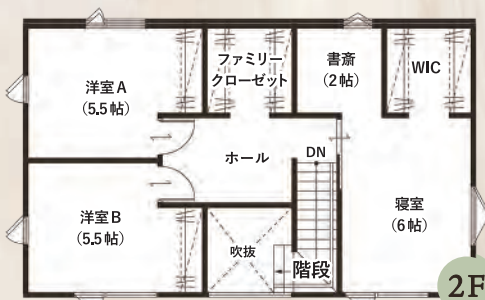 洋室A
(5.5帖)
ファミリー
クローゼット
書斎
(2帖)
WIC
ホール
DN
洋室B
(5.5帖)
吹抜
階段
寝室
(6帖)
2F